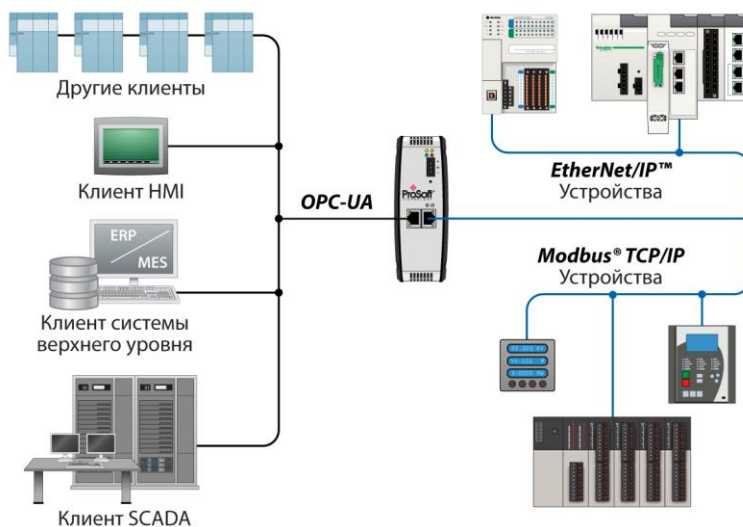 Другие клиенты
Клиент HMI
ERP
MES
Клиент системы
верхнего уровня
Клиент SCADA
OPC-UA
ProSoft
EtherNet/IP™
Устройства
Modbus® TCP/IP
Устройства